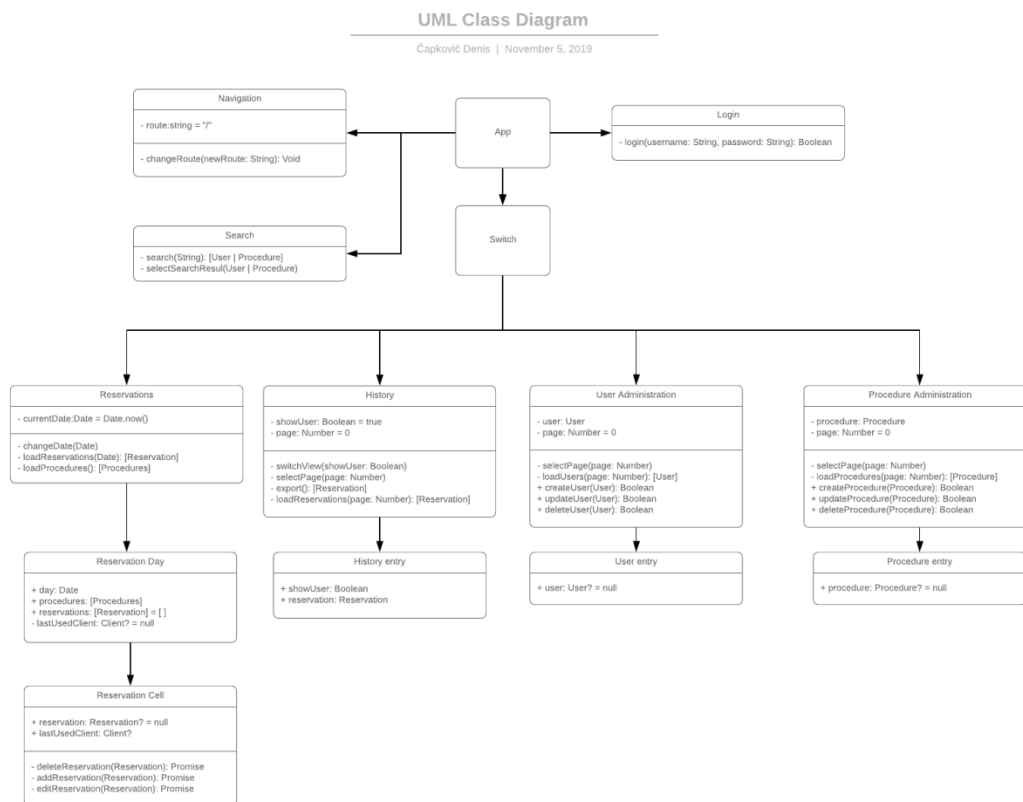 UML Class Diagram
Čapkovič Denis | November 5, 2019
Navigation
- route:string = "/"
- changeRoute(newRoute: String): Void
App
Login
- login(username: String, password: String): Boolean
Search
- search(String): [User | Procedure]
- selectSearchResul(User | Procedure)
Switch
Reservations
- currentDate:Date = Date.now()
- changeDate(Date)
- loadReservations(Date): [Reservation]
- loadProcedures(): [Procedures]
History
- showUser: Boolean = true
- page: Number = 0
- switchView(showUser: Boolean)
- selectPage(page: Number)
- export(): [Reservation]
- loadReservations(page: Number): [Reservation]
User Administration
- user: User
- page: Number = 0
- selectPage(page: Number)
- loadUsers(page: Number): [User]
+ createUser(User): Boolean
+ updateUser(User): Boolean
+ deleteUser(User): Boolean
Procedure Administration
- procedure: Procedure
- page: Number = 0
- selectPage(page: Number)
- loadProcedures(page: Number): [Procedure]
+ createProcedure(Procedure): Boolean
+ updateProcedure(Procedure): Boolean
+ deleteProcedure(Procedure): Boolean
Reservation Day
+ day: Date
+ procedures: [Procedures]
+ reservations: [Reservation] = [ ]
- lastUsedClient: Client? = null
History entry
+ showUser: Boolean
+ reservation: Reservation
User entry
+ user: User? = null
Procedure entry
+ procedure: Procedure? = null
Reservation Cell
+ reservation: Reservation? = null
+ lastUsedClient: Client?
- deleteReservation(Reservation): Promise
- addReservation(Reservation): Promise
- editReservation(Reservation): Promise